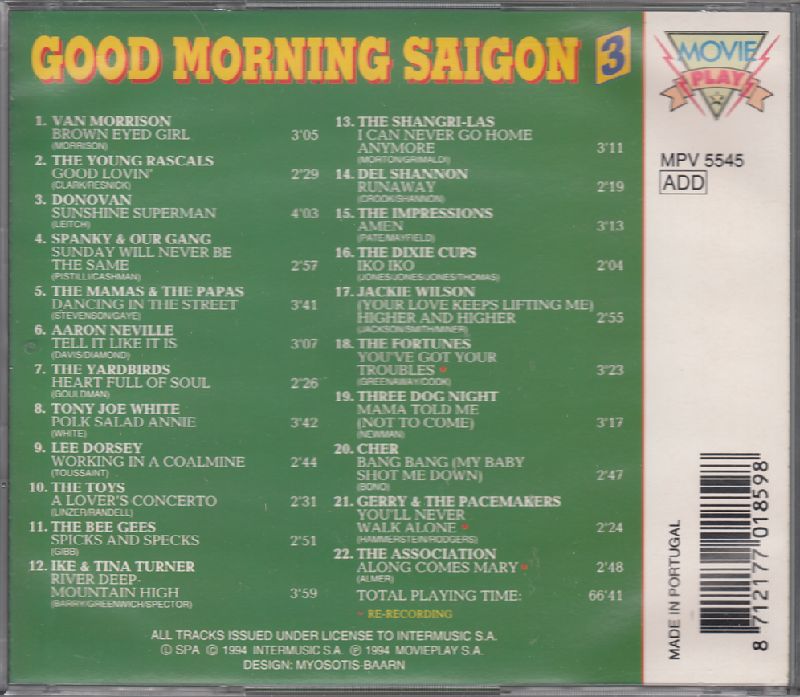 GOOD MORNING SAIGON 3
1. VAN MORRISON
BROWN EYED GIRL 3'05
(MORRISON)
2. THE YOUNG RASCALS
GOOD LOVIN' 2'29
(CLARK/RESNICK)
3. DONOVAN
SUNSHINE SUPERMAN 4'03
(LEITCH)
4. SPANKY & OUR GANG
SUNDAY WILL NEVER BE
THE SAME 2'57
(PISTILLI/CASHMAN)
5. THE MAMAS & THE PAPAS
DANCING IN THE STREET 3'41
(STEVENSON/GAYE)
6. AARON NEVILLE
TELL IT LIKE IT IS 3'07
(DAVIS/DIAMOND)
7. THE YARDBIRDS
HEART FULL OF SOUL 2'26
(GOULDMAN)
8. TONY JOE WHITE
POLK SALAD ANNIE 3'42
(WHITE)
9. LEE DORSEY
WORKING IN A COALMINE 2'44
(TOUSSAINT)
10. THE TOYS
A LOVER'S CONCERTO 2'31
(LINZER/RANDELL)
11. THE BEE GEES
SPICKS AND SPECKS 2'51
(GIBB)
12. IKE & TINA TURNER
RIVER DEEP-
MOUNTAIN HIGH 3'59
(BARRY/GREENWICH/SPECTOR)
13. THE SHANGRI-LAS
I CAN NEVER GO HOME
ANYMORE 3'11
(MORTON/GRIMALDI)
14. DEL SHANNON
RUNAWAY 2'19
(CROOK/SHANNON)
15. THE IMPRESSIONS
AMEN 3'13
(PATE/MAYFIELD)
16. THE DIXIE CUPS
IKO IKO 2'04
(JONES/JONES/JONES/THOMAS)
17. JACKIE WILSON
(YOUR LOVE KEEPS LIFTING ME)
HIGHER AND HIGHER 2'55
(JACKSON/SMITH/MINER)
18. THE FORTUNES
YOU'VE GOT YOUR
TROUBLES * 3'23
(GREENAWAY/COOK)
19. THREE DOG NIGHT
MAMA TOLD ME
(NOT TO COME) 3'17
(NEWMAN)
20. CHER
BANG BANG (MY BABY
SHOT ME DOWN) 2'47
(BONO)
21. GERRY & THE PACEMAKERS
YOU'LL NEVER
WALK ALONE * 2'24
(HAMMERSTEIN/RODGERS)
22. THE ASSOCIATION
ALONG COMES MARY * 2'48
(ALMER)
TOTAL PLAYING TIME: 66'41
* RE-RECORDING
ALL TRACKS ISSUED UNDER LICENSE TO INTERMUSIC S.A.
Ⓛ SPA Ⓒ 1994 INTERMUSIC S.A. Ⓟ 1994 MOVIEPLAY S.A.
DESIGN: MYOSOTIS-BAARN
MOVIE
PLAY
MPV 5545
ADD
MADE IN PORTUGAL
8 712177 018598